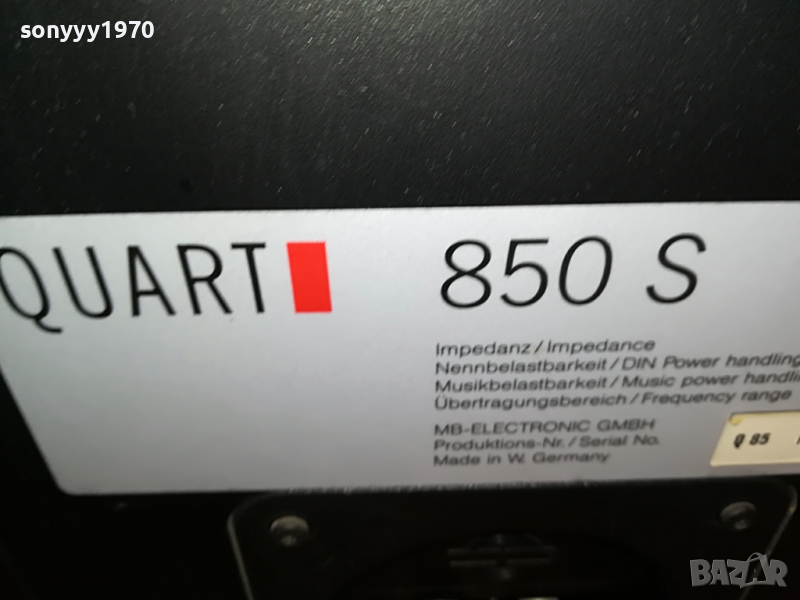 sonyyy1970
QUART 850 S
Impedanz / Impedance
Nennbelastbarkeit / DIN Power handling
Musikbelastbarkeit / Music power handli
Übertragungsbereich / Frequency range
MB-ELECTRONIC GMBH
Produktions-Nr. / Serial No.
Q 85
Made in W. Germany
BAZAR